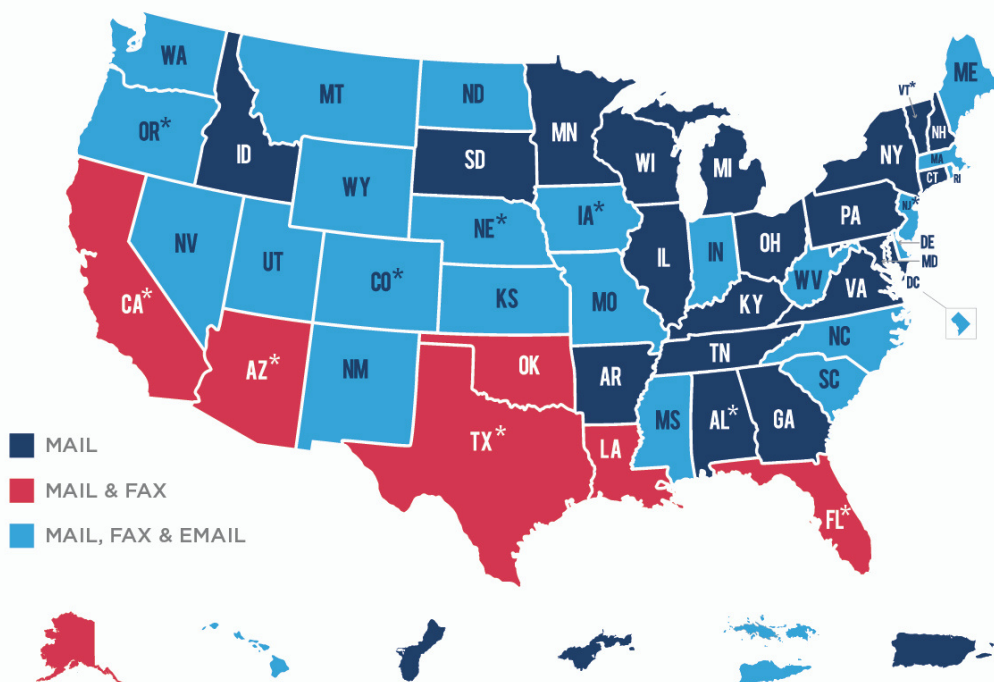 WA
MT
ND
ME
VT*
OR*
MN
NH
ID
SD
WI
NY
MA
MI
CT
RI
WY
NJ*
IA*
PA
NE*
NV
OH
DE
IN
UT
IL
MD
CO*
WV
DC
VA
CA*
KS
MO
KY
NC
TN
OK
AZ*
NM
AR
SC
MS
AL*
GA
TX*
LA
MAIL
MAIL & FAX
FL*
MAIL, FAX & EMAIL